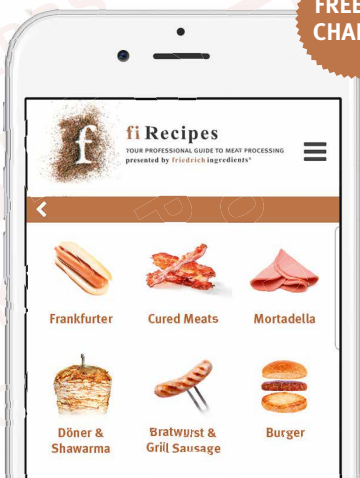 FREE
f
fi Recipes
YOUR PROFESSIONAL GUIDE TO MEAT PROCESSING
presented by friedrich ingredients®
Frankfurter
Cured Meats
Mortadella
Döner &
Shawarma
Bratwurst &
Grill Sausage
Burger